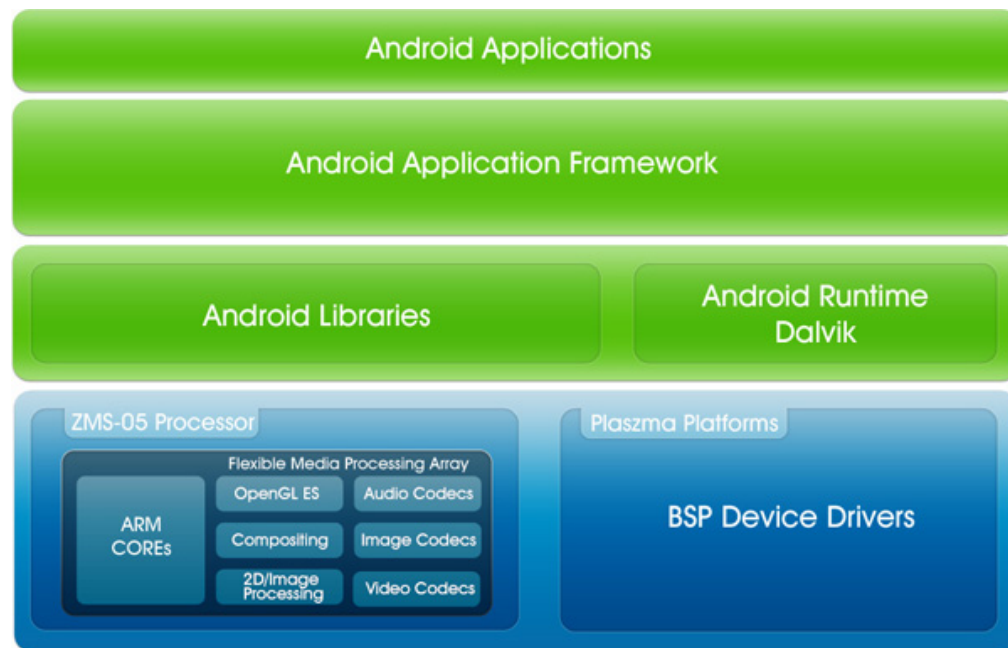 Android Applications
Android Application Framework
Android Libraries
Android Runtime
Dalvik
ZMS-05 Processor
Flexible Media Processing Array
ARM
COREs
OpenGL ES
Audio Codecs
Compositing
Image Codecs
2D/Image
Processing
Video Codecs
Plaszma Platforms
BSP Device Drivers